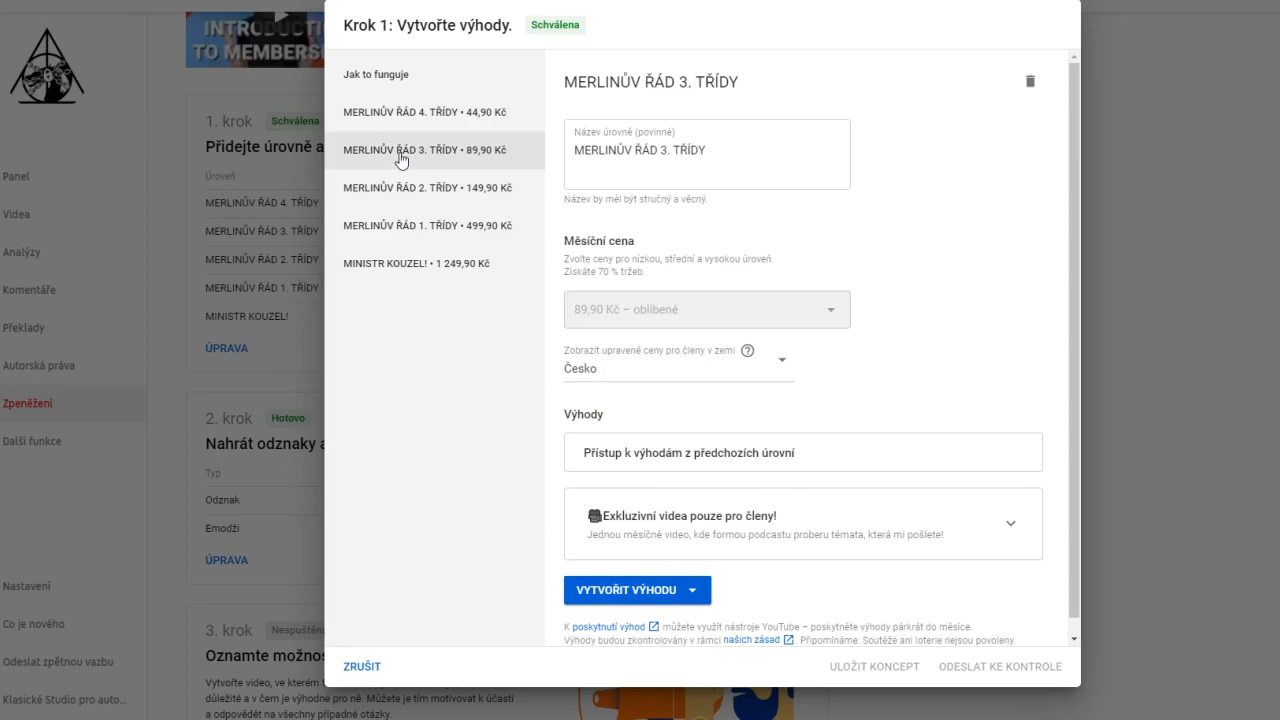 Krok 1: Vytvořte výhody.
Schválena
Jak to funguje
MERLINŮV ŘÁD 4. TŘÍDY • 44,90 Kč
MERLINŮV ŘÁD 3. TŘÍDY • 89,90 Kč
MERLINŮV ŘÁD 2. TŘÍDY • 149,90 Kč
MERLINŮV ŘÁD 1. TŘÍDY • 499,90 Kč
MINISTR KOUZEL! • 1 249,90 Kč
MERLINŮV ŘÁD 3. TŘÍDY
Název úrovně (povinné)
MERLINŮV ŘÁD 3. TŘÍDY
Název by měl být stručný a věcný.
Měsíční cena
Zvolte ceny pro nízkou, střední a vysokou úroveň.
Získáte 70 % tržeb.
89,90 Kč – oblíbené
Zobrazit upravené ceny pro členy v zemi
Česko
Výhody
Přístup k výhodám z předchozích úrovní
Exkluzivní videa pouze pro členy!
Jednou měsíčně video, kde formou podcastu proberu témata, která mi pošlete!
VYTVOŘIT VÝHODU
K poskytnutí výhod můžete využít nástroje YouTube – poskytněte výhody párkrát do měsíce.
Výhody budou zkontrolovány v rámci našich zásad. Připomínáme: Soutěže ani loterie nejsou povoleny.
ZRUŠIT
ULOŽIT KONCEPT
ODESLAT KE KONTROLE
Panel
Videa
Analýzy
Komentáře
Překlady
Autorská práva
Zpeněžení
Další funkce
Nastavení
Co je nového
Odeslat zpětnou vazbu
Klasické Studio pro auto...
INTRODUCTI
TO MEMBERS
1. krok
Schválena
Přidejte úrovně a
Úroveň
MERLINŮV ŘÁD 4. TŘÍDY
MERLINŮV ŘÁD 3. TŘÍDY
MERLINŮV ŘÁD 2. TŘÍDY
MERLINŮV ŘÁD 1. TŘÍDY
MINISTR KOUZEL!
ÚPRAVA
2. krok
Hotovo
Nahrát odznaky a
Typ
Odznak
Emodži
ÚPRAVA
3. krok
Nespuštěn
Oznamte možnos
Vytvořte video, ve kterém
důležité a v čem je výhodné pro ně. Můžete je tím motivovat k účasti
a odpovědět na všechny případné otázky.